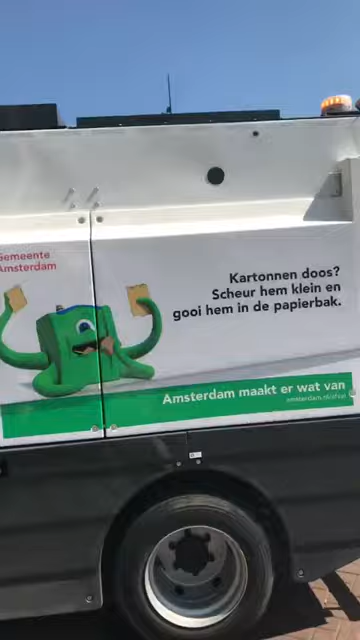 Gemeente
Amsterdam
Kartonnen doos?
Scheur hem klein en
gooi hem in de papierbak.
Amsterdam maakt er wat van
amsterdam.nl/afval